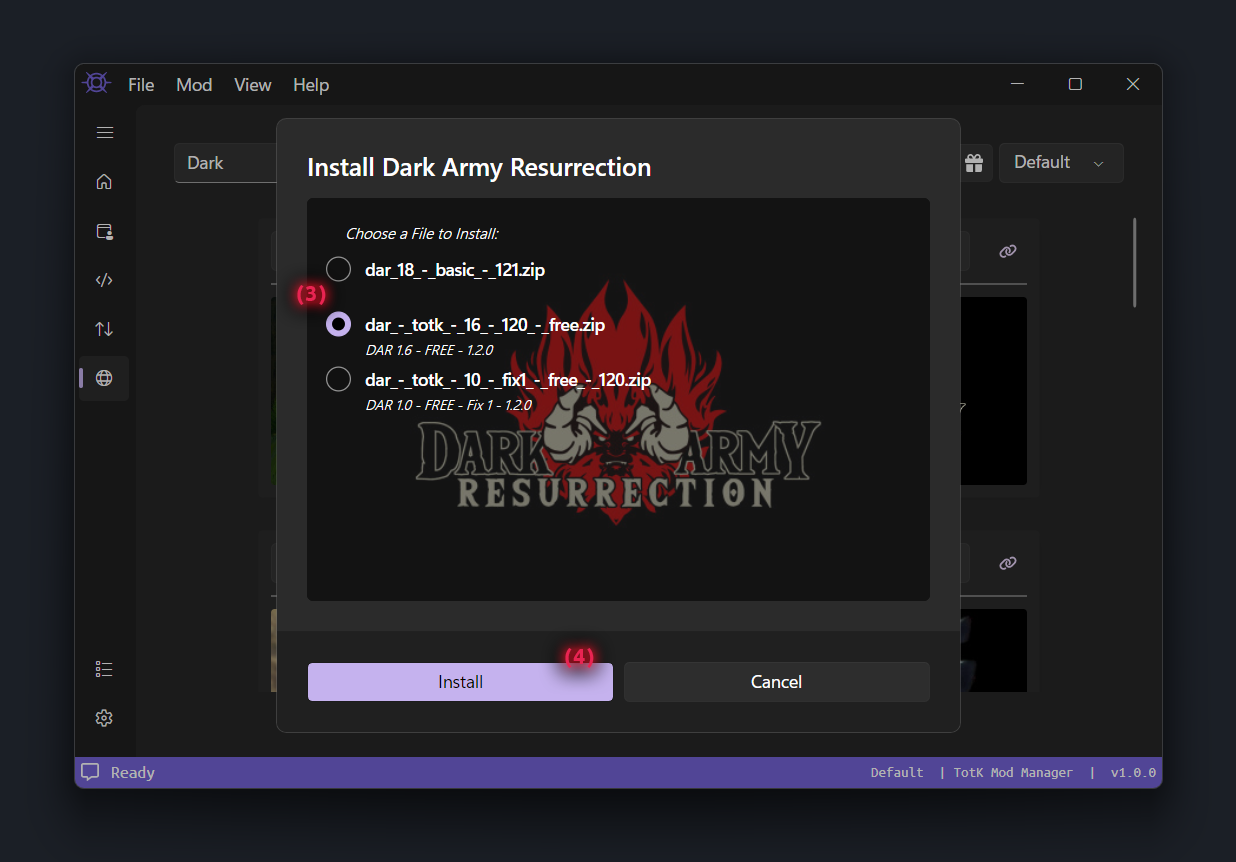 File Mod View Help
Dark
Default
Install Dark Army Resurrection
Choose a File to Install:
dar_18_-_basic_-_121.zip
(3)
dar_-_totk_-_16_-_120_-_free.zip
DAR 1.6 - FREE - 1.2.0
dar_-_totk_-_10_-_fix1_-_free_-_120.zip
DAR 1.0 - FREE - Fix 1 - 1.2.0
DARK ARMY
RESURRECTION
(4)
Install
Cancel
Ready
Default | TotK Mod Manager | v1.0.0